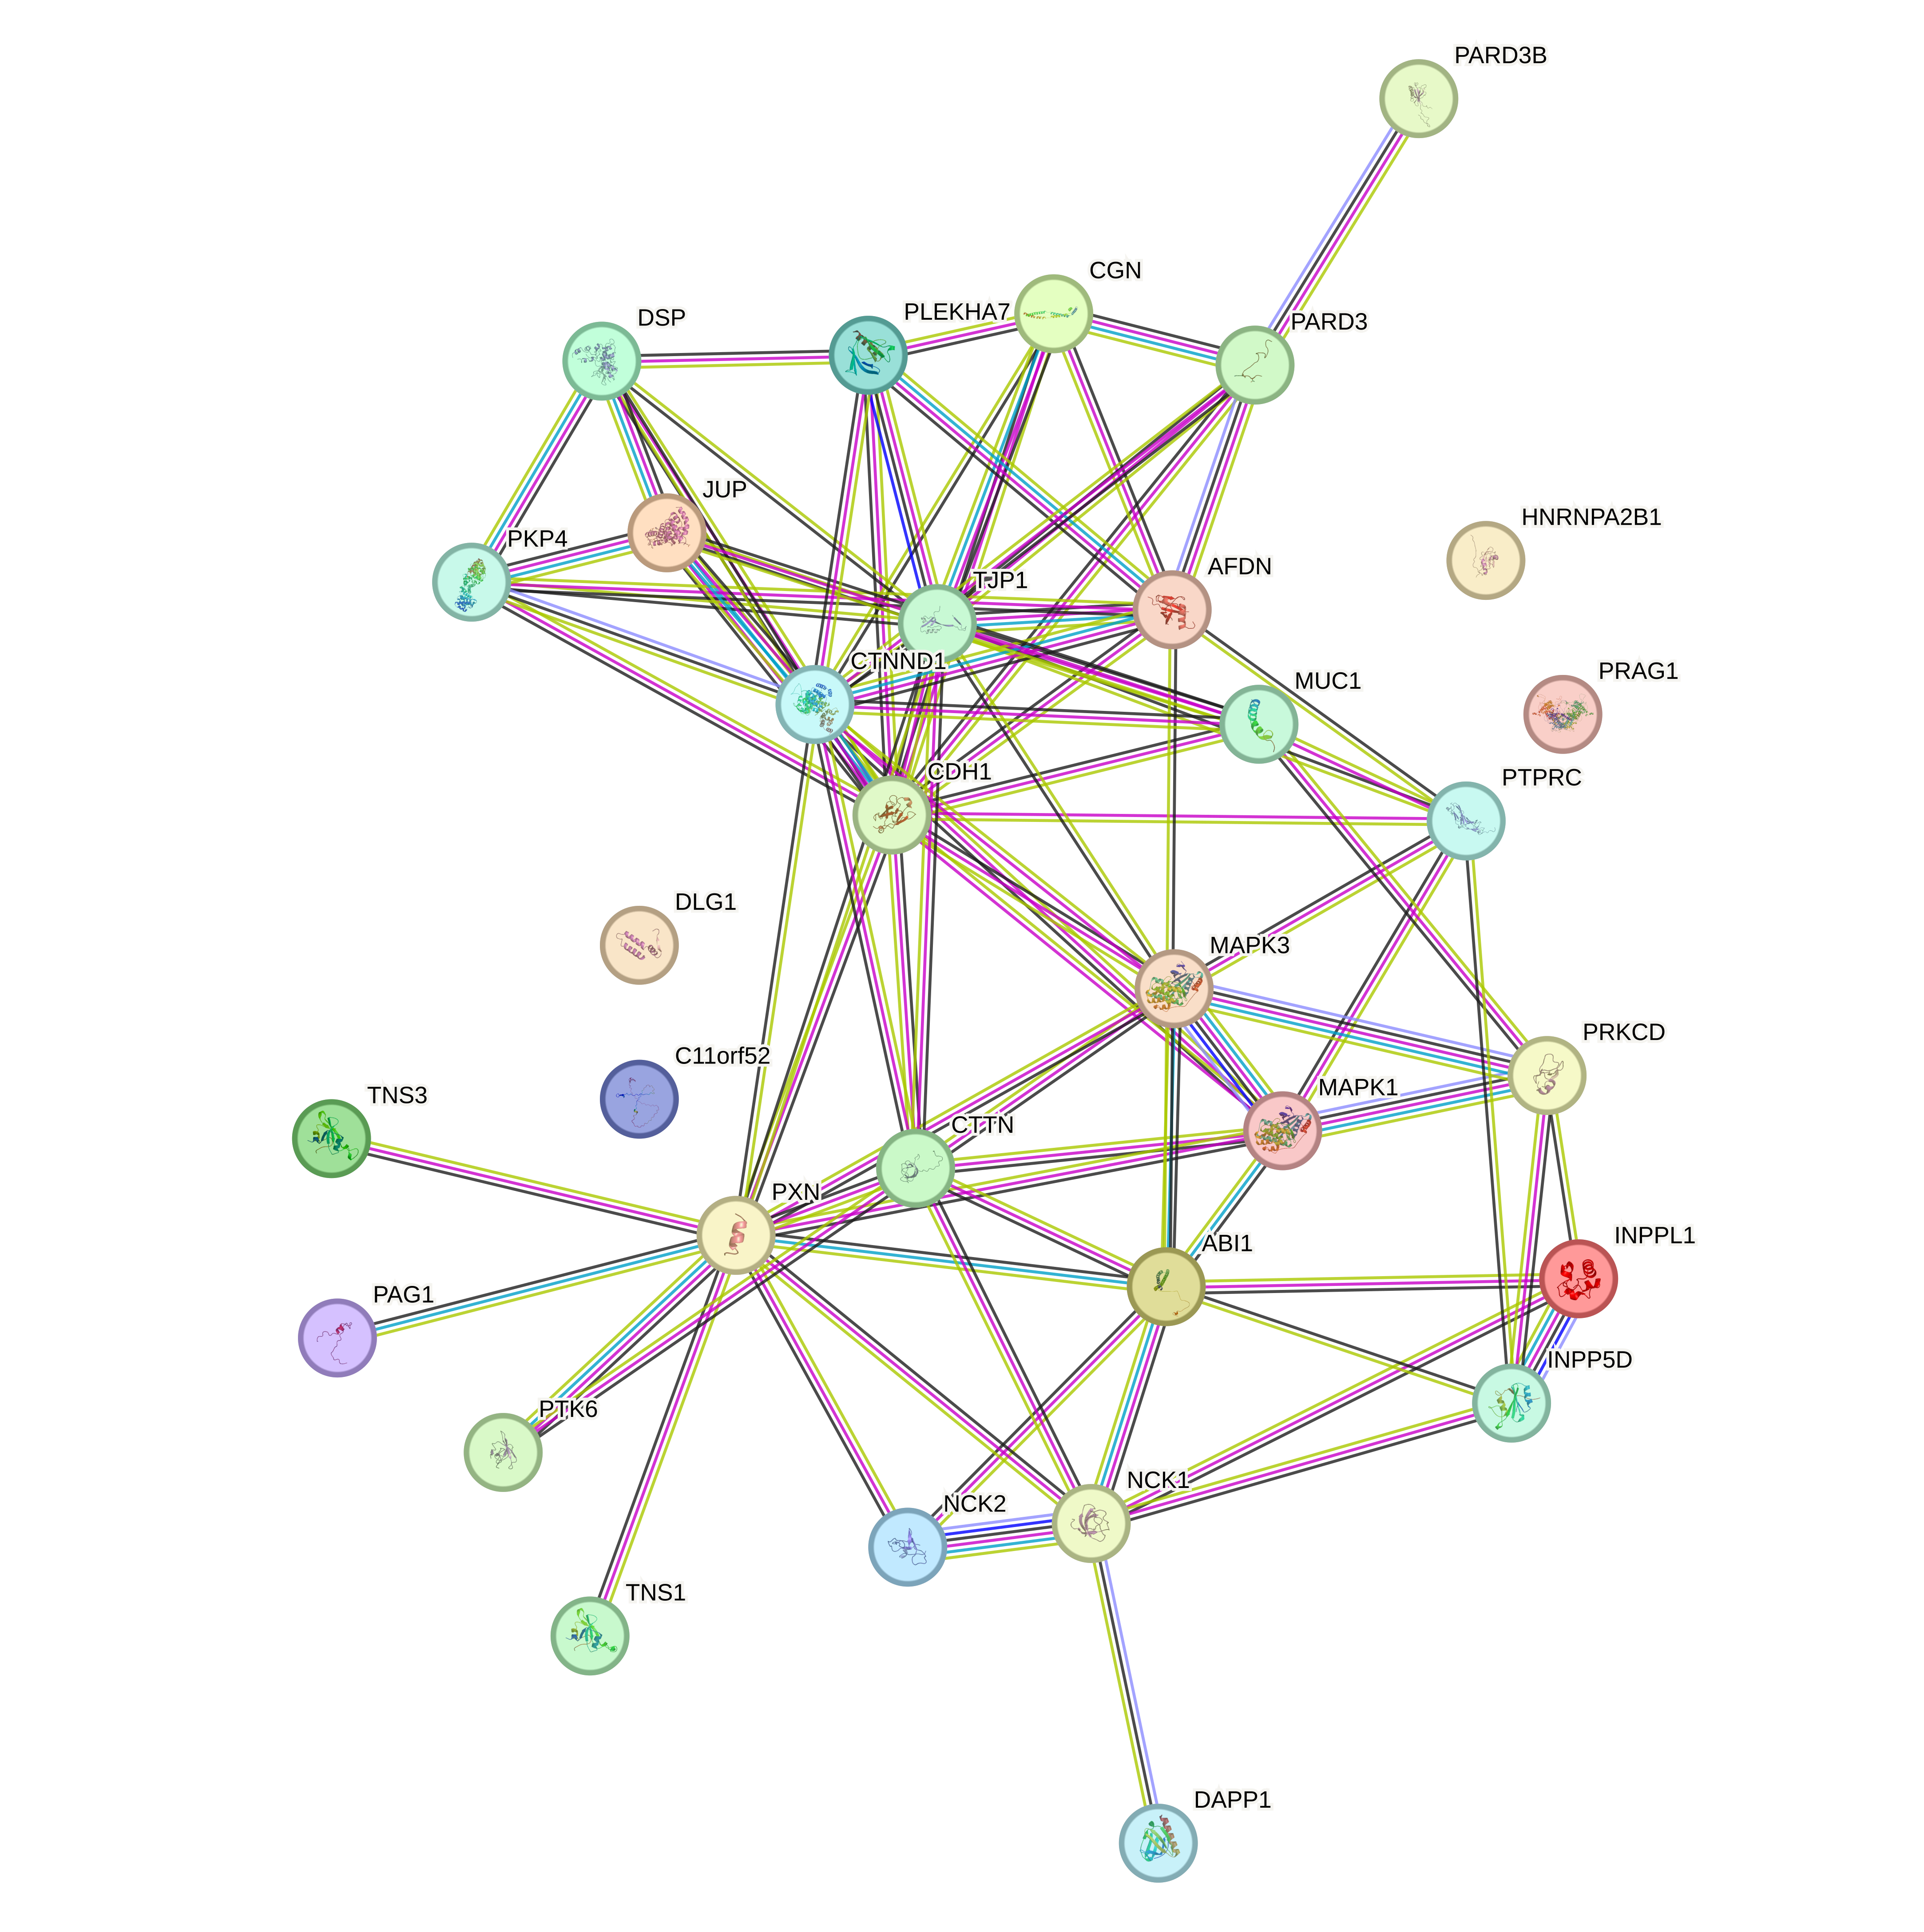 PARD3B
CGN
PLEKHA7
DSP
PARD3
JUP
HNRNPA2B1
PKP4
AFDN
TJP1
CTNND1
PRAG1
MUC1
CDH1
PTPRC
DLG1
MAPK3
PRKCD
C11orf52
MAPK1
TNS3
CTTN
PXN
INPPL1
ABI1
PAG1
INPP5D
PTK6
NCK1
NCK2
TNS1
DAPP1